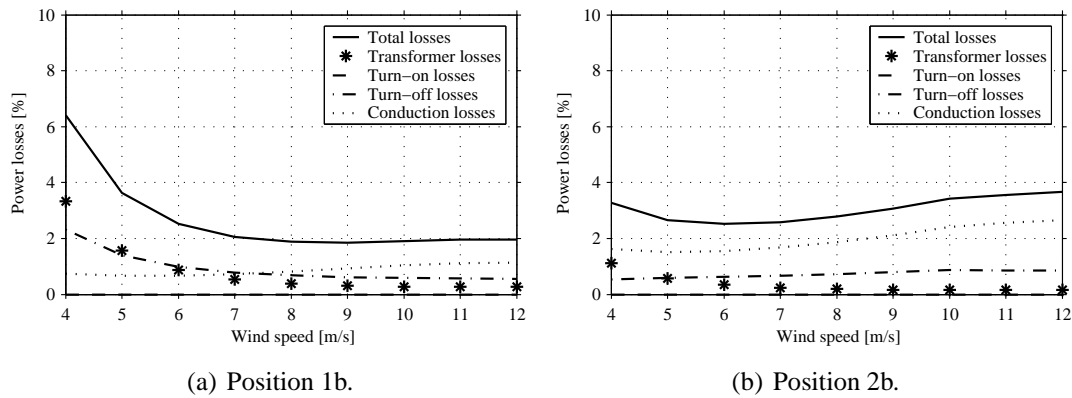 10
8
6
4
2
0
Power losses [%]
Total losses
Transformer losses
Turn−on losses
Turn−off losses
Conduction losses
4 5 6 7 8 9 10 11 12
Wind speed [m/s]
(a) Position 1b.
10
8
6
4
2
0
Power losses [%]
Total losses
Transformer losses
Turn−on losses
Turn−off losses
Conduction losses
4 5 6 7 8 9 10 11 12
Wind speed [m/s]
(b) Position 2b.